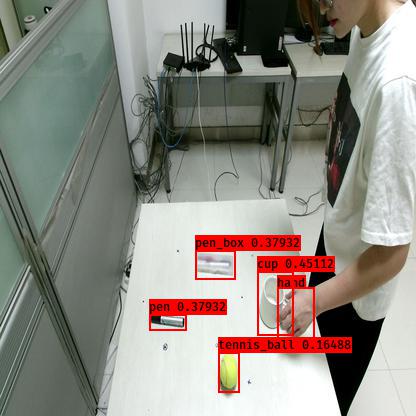 pen_box 0.37932
cup 0.45112
hand
pen 0.37932
tennis_ball 0.16488